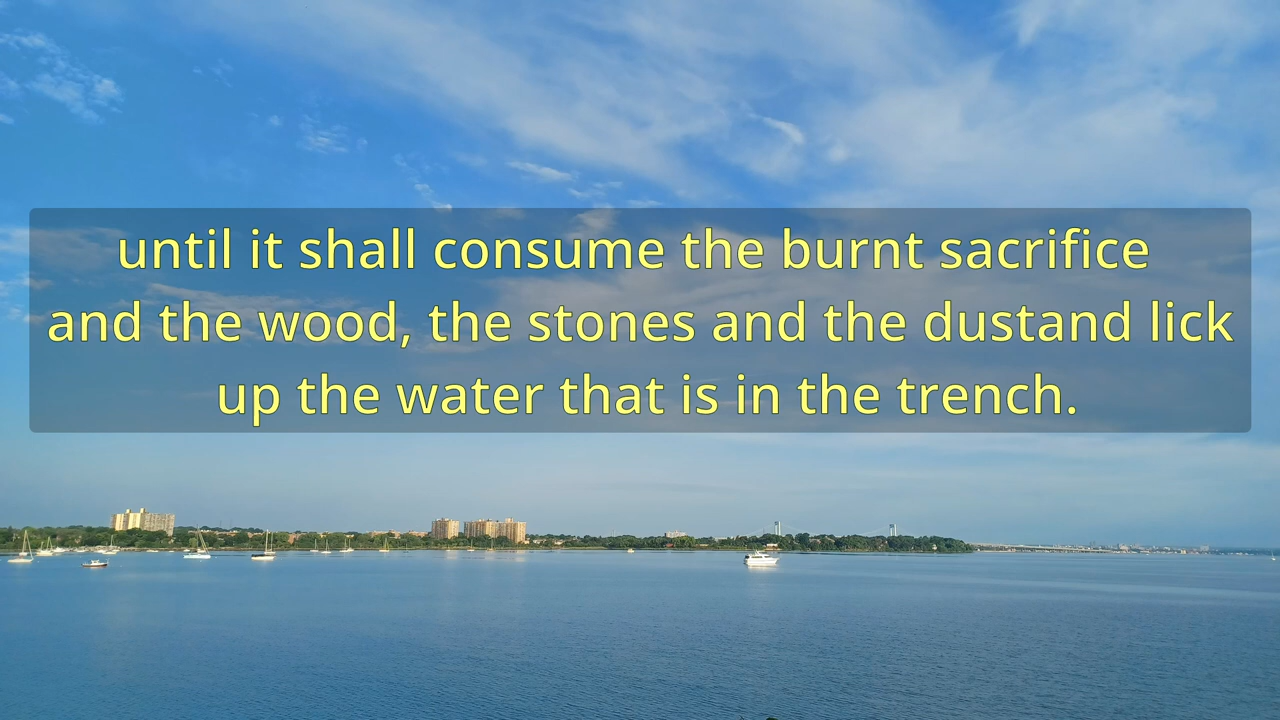 until it shall consume the burnt sacrifice
and the wood, the stones and the dustand lick
up the water that is in the trench.